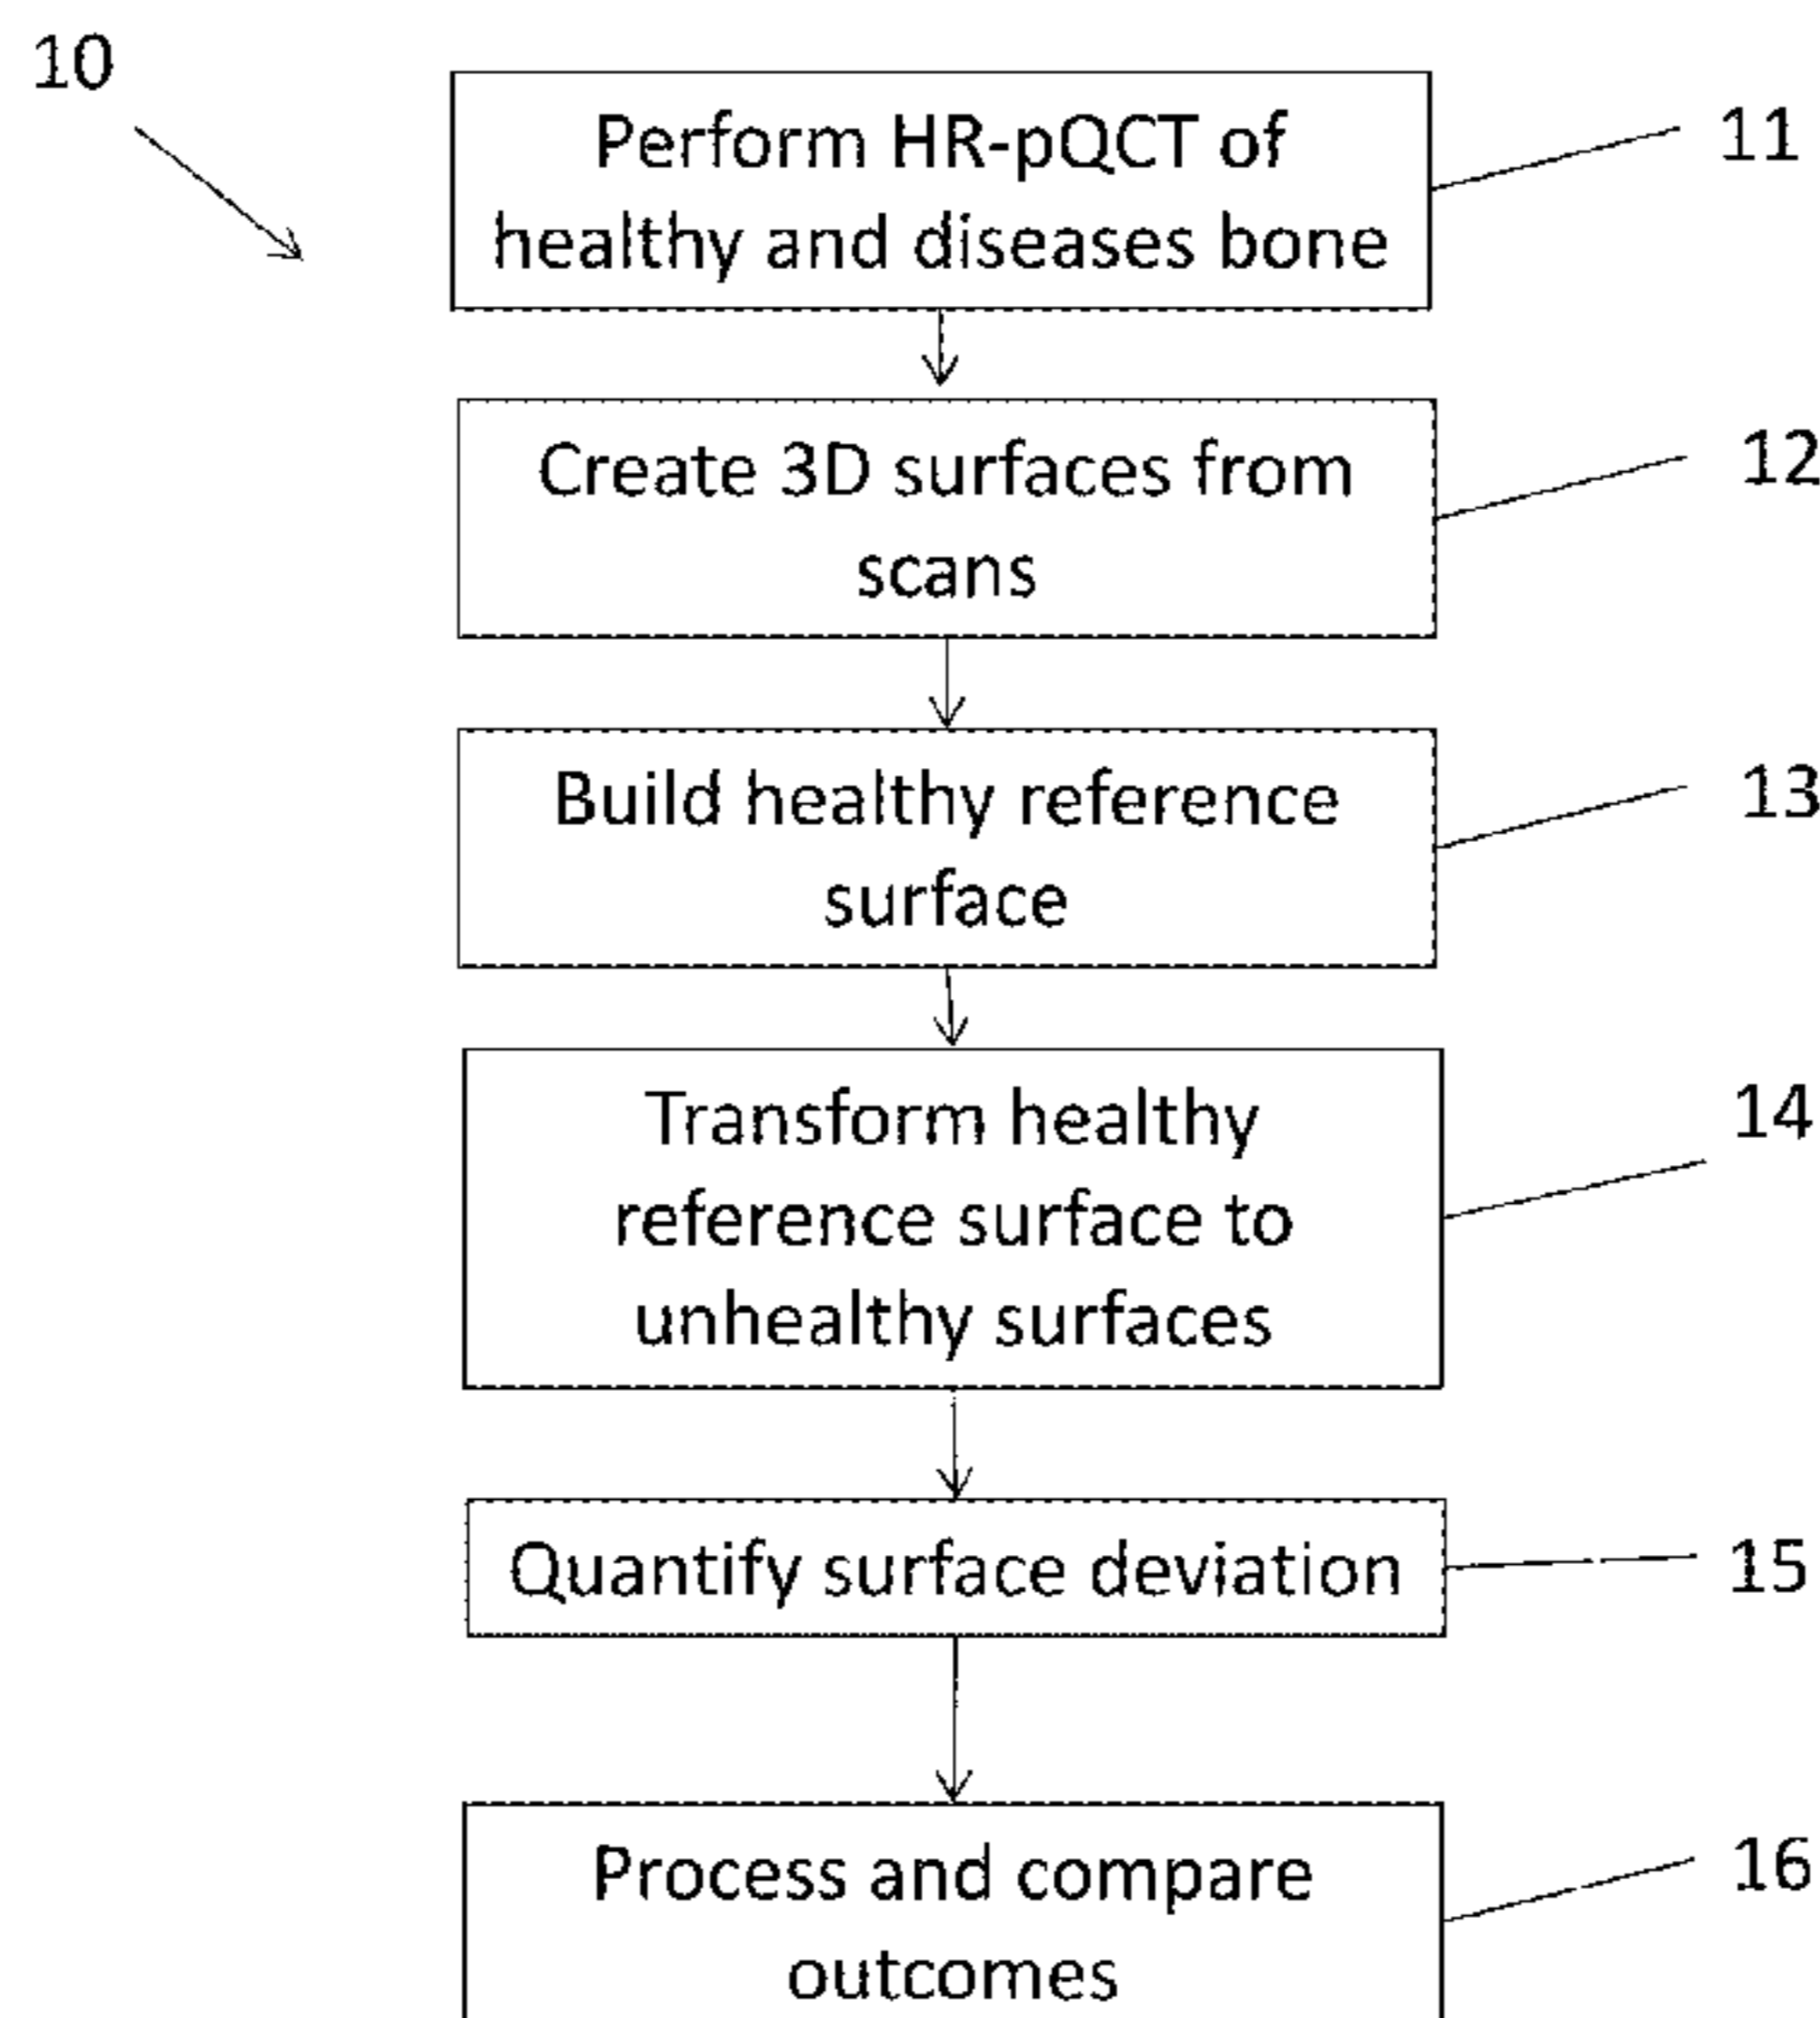 10
Perform HR-pQCT of
healthy and diseases bone
11
Create 3D surfaces from
scans
12
Build healthy reference
surface
13
Transform healthy
reference surface to
unhealthy surfaces
14
Quantify surface deviation
15
Process and compare
outcomes
16